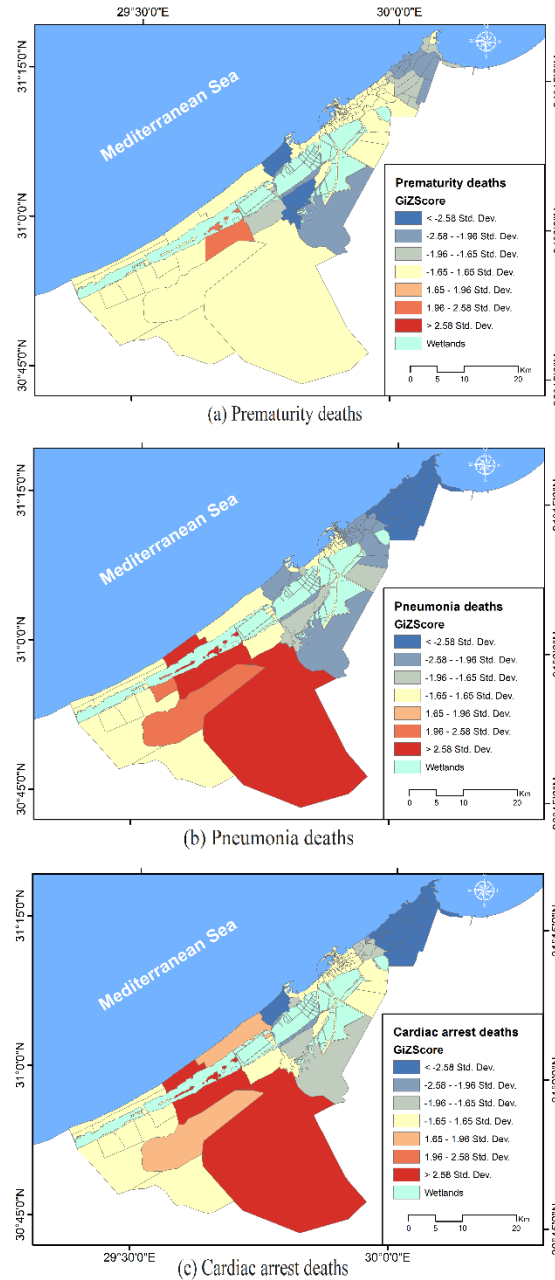 29°30'0"E 30°0'0"E
31°15'0"N
Mediterranean Sea
31°0'0"N
30°45'0"N
Prematurity deaths
GiZScore
< -2.58 Std. Dev.
-2.58 - -1.96 Std. Dev.
-1.96 - -1.65 Std. Dev.
-1.65 - 1.65 Std. Dev.
1.65 - 1.96 Std. Dev.
1.96 - 2.58 Std. Dev.
> 2.58 Std. Dev.
Wetlands
Km
0 5 10 20
(a) Prematurity deaths
31°15'0"N
Mediterranean Sea
31°0'0"N
30°45'0"N
Pneumonia deaths
GiZScore
< -2.58 Std. Dev.
-2.58 - -1.96 Std. Dev.
-1.96 - -1.65 Std. Dev.
-1.65 - 1.65 Std. Dev.
1.65 - 1.96 Std. Dev.
1.96 - 2.58 Std. Dev.
> 2.58 Std. Dev.
Wetlands
Km
0 5 10 20
(b) Pneumonia deaths
31°15'0"N
Mediterranean Sea
31°0'0"N
30°45'0"N
Cardiac arrest deaths
GiZScore
< -2.58 Std. Dev.
-2.58 - -1.96 Std. Dev.
-1.96 - -1.65 Std. Dev.
-1.65 - 1.65 Std. Dev.
1.65 - 1.96 Std. Dev.
1.96 - 2.58 Std. Dev.
> 2.58 Std. Dev.
Wetlands
Km
0 5 10 20
29°30'0"E 30°0'0"E
(c) Cardiac arrest deaths